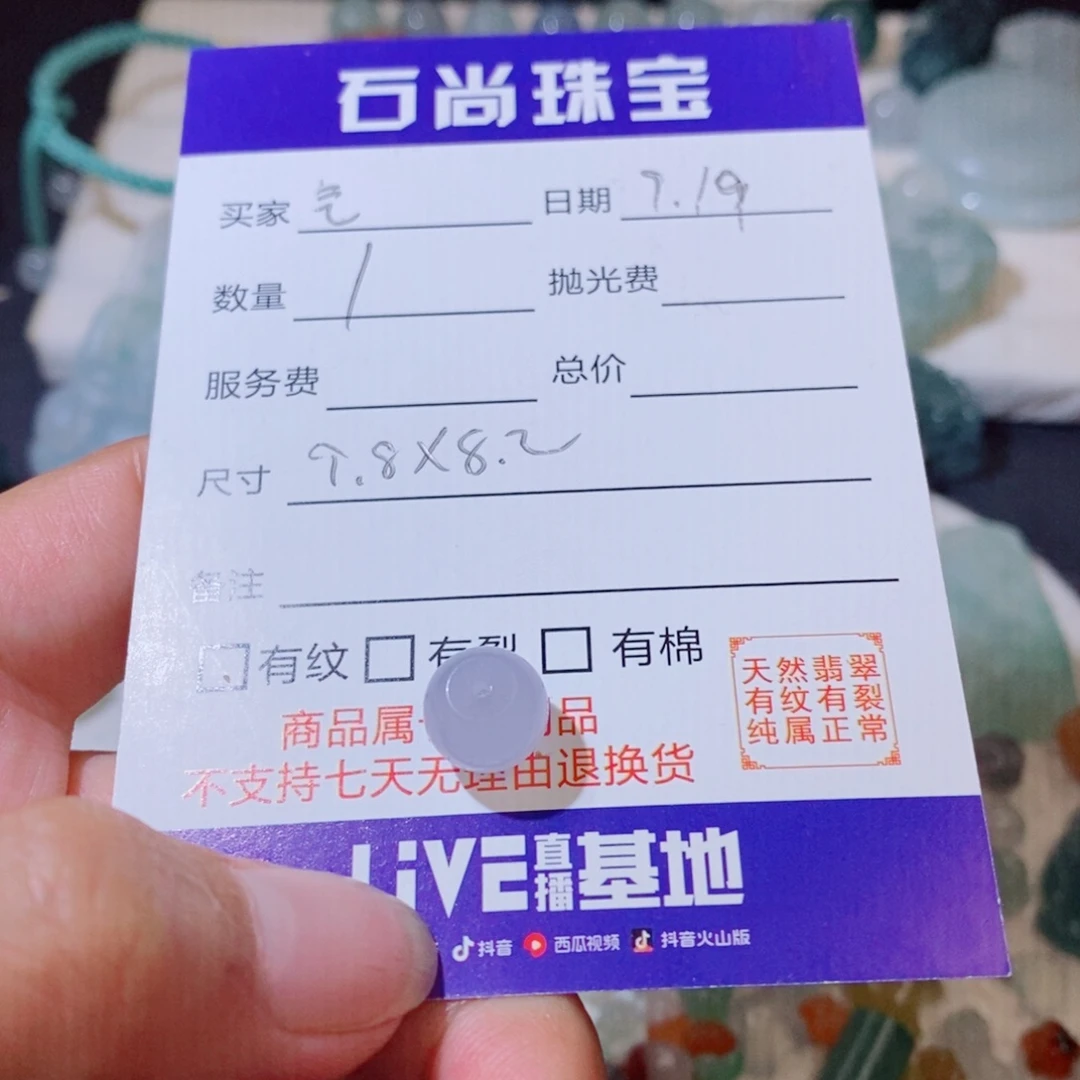 石尚珠宝
买家 日期 7.19
数量 1 抛光费
服务费 总价
尺寸 9.8X8.2
备注
有纹 有裂 有棉
商品属 品
不支持七天无理由退换货
天然翡翠
有纹有裂
纯属正常
LiVE直播基地
抖音 西瓜视频 抖音火山版